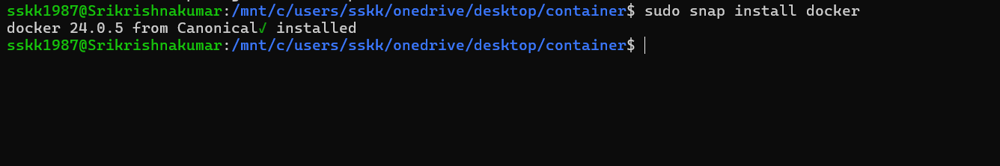 sskk1987@Srikrishnakumar:/mnt/c/users/sskk/onedrive/desktop/container$ sudo snap install docker
docker 24.0.5 from Canonical✓ installed
sskk1987@Srikrishnakumar:/mnt/c/users/sskk/onedrive/desktop/container$